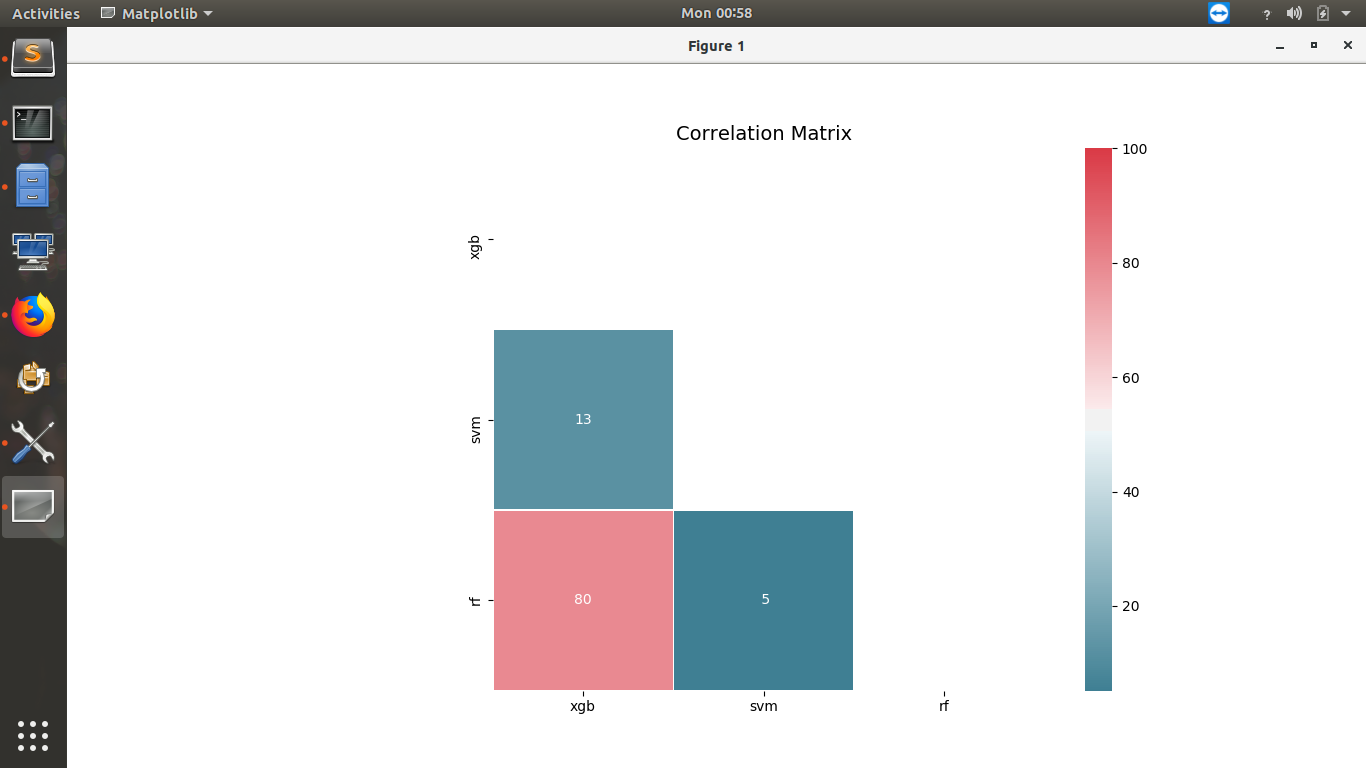 Activities Matplotlib Mon 00:58 ?
Figure 1
Correlation Matrix
100
80
60
40
20
xgb
svm
rf
13
80 5
xgb svm rf